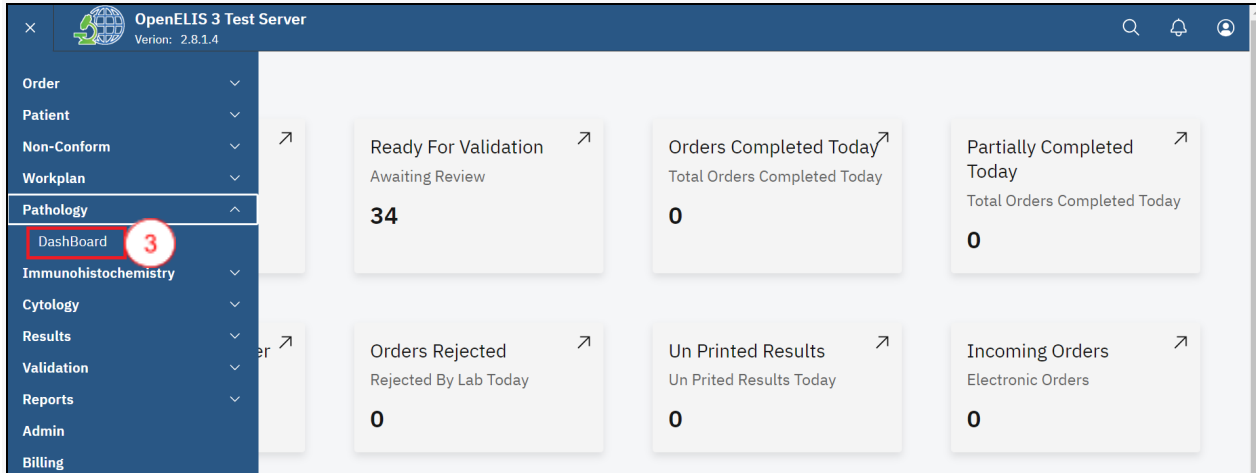 OpenELIS 3 Test Server
Verion: 2.8.1.4
Order
Patient
Non-Conform
Workplan
Pathology
DashBoard
3
Immunohistochemistry
Cytology
Results
Validation
Reports
Admin
Billing
Ready For Validation
Awaiting Review
34
Orders Completed Today
Total Orders Completed Today
0
Partially Completed
Today
Total Orders Completed Today
0
er
Orders Rejected
Rejected By Lab Today
0
Un Printed Results
Un Prited Results Today
0
Incoming Orders
Electronic Orders
0